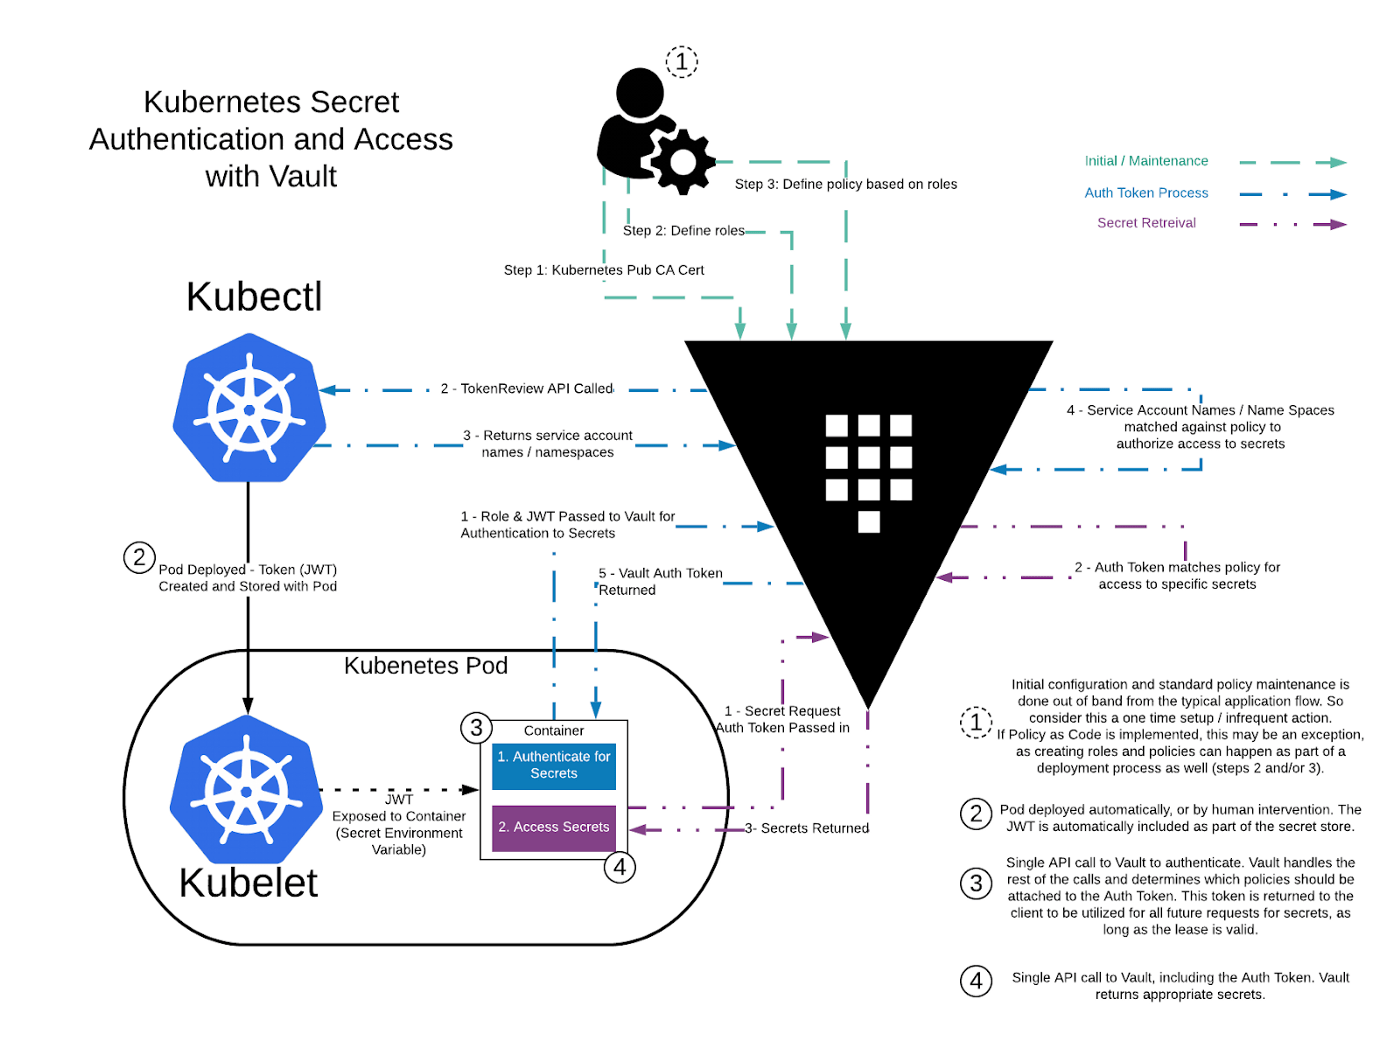 1
Kubernetes Secret
Authentication and Access
with Vault
Initial / Maintenance
Auth Token Process
Secret Retreival
Step 3: Define policy based on roles
Step 2: Define roles
Step 1: Kubernetes Pub CA Cert
Kubectl
2 - TokenReview API Called
3 - Returns service account
names / namespaces
4 - Service Account Names / Name Spaces
matched against policy to
authorize access to secrets
1 - Role & JWT Passed to Vault for
Authentication to Secrets
2
Pod Deployed - Token (JWT)
Created and Stored with Pod
5 - Vault Auth Token
Returned
2 - Auth Token matches policy for
access to specific secrets
Kubenetes Pod
3
Container
1. Authenticate for
Secrets
2. Access Secrets
4
JWT
Exposed to Container
(Secret Environment
Variable)
Kubelet
1 - Secret Request
Auth Token Passed in
3- Secrets Returned
1
Initial configuration and standard policy maintenance is
done out of band from the typical application flow. So
consider this a one time setup / infrequent action.
If Policy as Code is implemented, this may be an exception,
as creating roles and policies can happen as part of a
deployment process as well (steps 2 and/or 3).
2
Pod deployed automatically, or by human intervention. The
JWT is automatically included as part of the secret store.
3
Single API call to Vault to authenticate. Vault handles the
rest of the calls and determines which policies should be
attached to the Auth Token. This token is returned to the
client to be utilized for all future requests for secrets, as
long as the lease is valid.
4
Single API call to Vault, including the Auth Token. Vault
returns appropriate secrets.